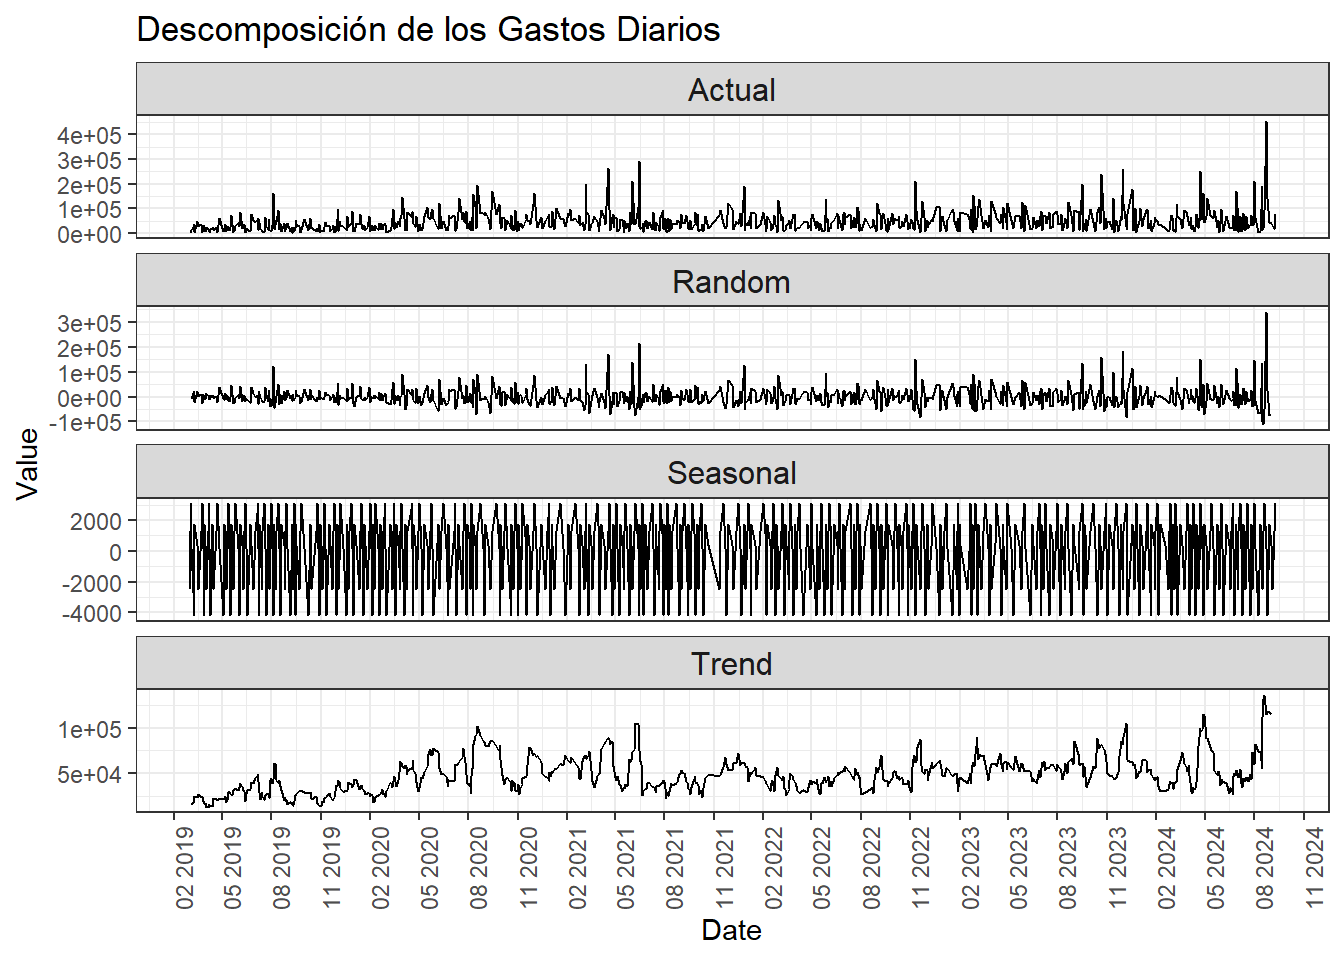 Descomposición de los Gastos Diarios
Actual
4e+05
3e+05
2e+05
1e+05
0e+00
Random
3e+05
2e+05
1e+05
0e+00
-1e+05
Value
Seasonal
2000
0
-2000
-4000
Trend
1e+05
5e+04
02 2019
05 2019
08 2019
11 2019
02 2020
05 2020
08 2020
11 2020
02 2021
05 2021
08 2021
11 2021
02 2022
05 2022
08 2022
11 2022
02 2023
05 2023
08 2023
11 2023
02 2024
05 2024
08 2024
11 2024
Date